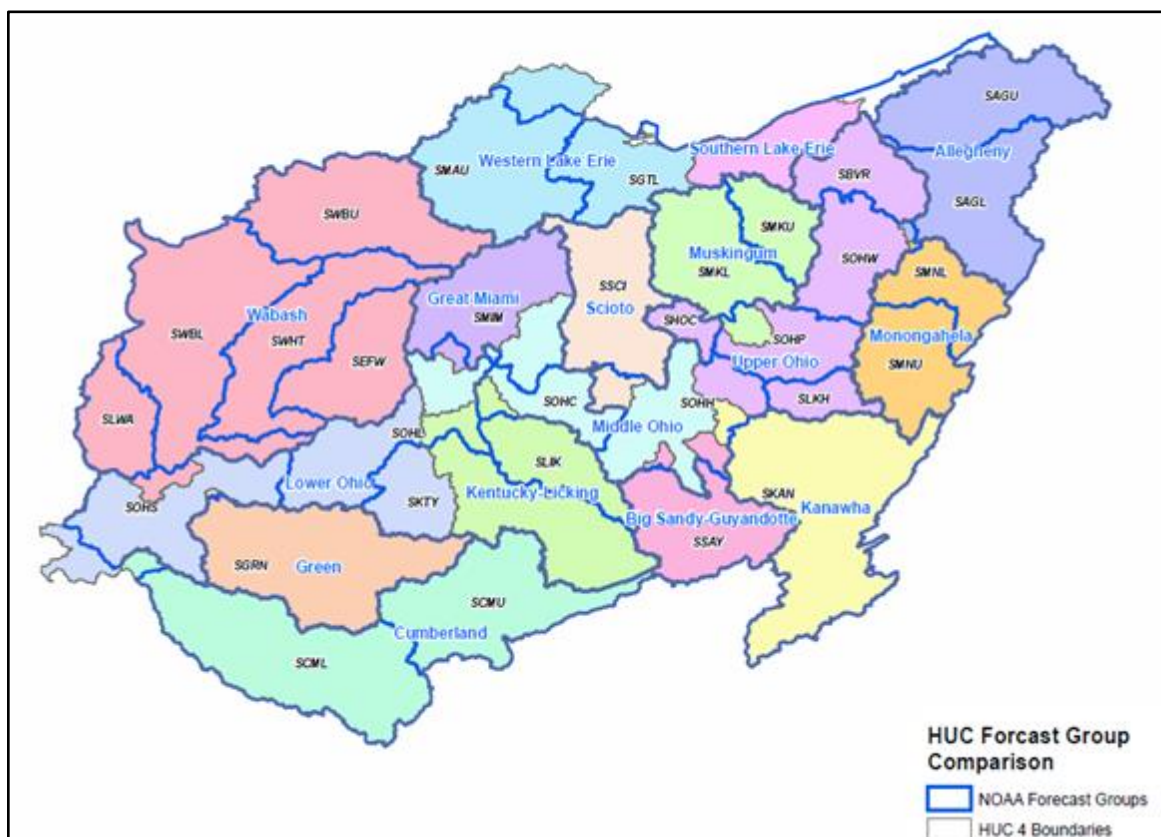 SAGU
Southern Lake Erie
Allegheny
Western Lake Erie
SMAU
SGTL
SBVR
SWBU
SAGL
SMKU
Muskingum
SMKL
SOHW
SMNL
SSCI
Scioto
Great Miami
SMIM
Wabash
SWBL
SWHT
SEFW
SHOC
SOHP
Monongahela
Upper Ohio
SMNU
SLWA
SOHC
SOHH
SLKH
SOHL
Middle Ohio
SLIK
Lower Ohio
Kentucky-Licking
SOHS
SKTY
SKAN
Kanawha
Big Sandy-Guyandotte
SSAY
SGRN
Green
SCMU
Cumberland
SCML
HUC Forcast Group
Comparison
NOAA Forecast Groups
HUC 4 Boundaries